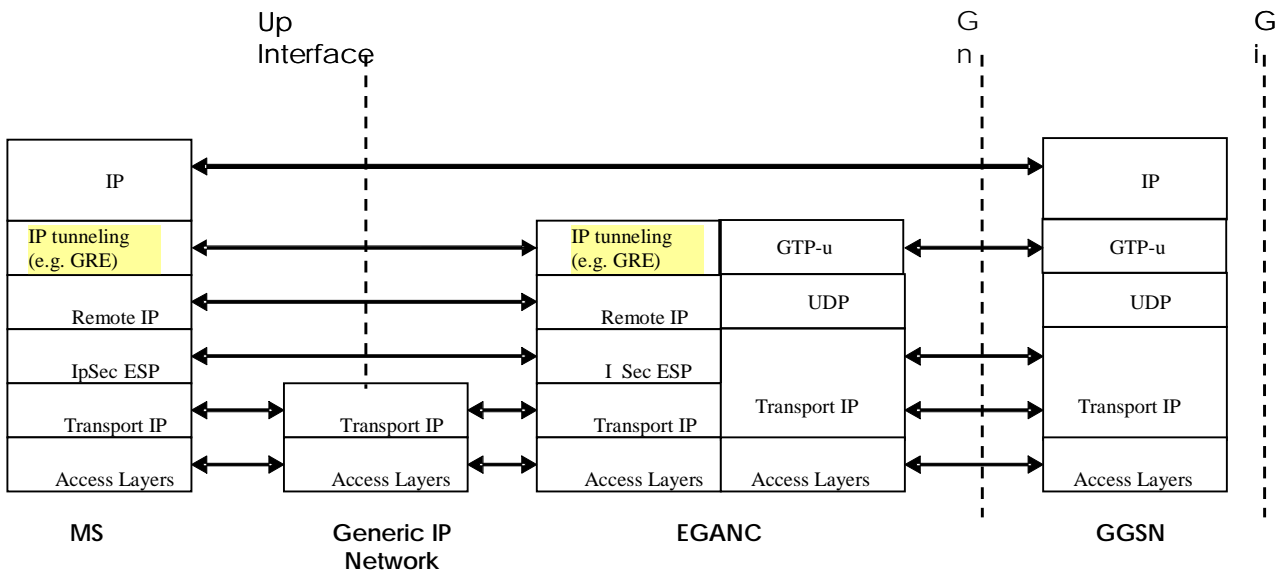 Up
Interface
G
n
G
i
IP
IP
IP tunneling
(e.g. GRE)
IP tunneling
(e.g. GRE)
GTP-u
GTP-u
Remote IP
Remote IP
UDP
UDP
IpSec ESP
I Sec ESP
Transport IP
Transport IP
Transport IP
Transport IP
Transport IP
Access Layers
Access Layers
Access Layers
Access Layers
Access Layers
MS
Generic IP
Network
EGANC
GGSN